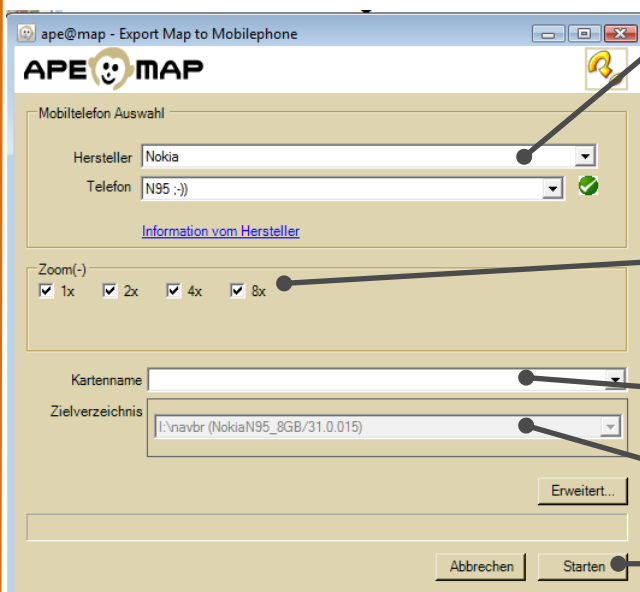 ape@map - Export Map to Mobilephone
APE MAP
Mobiltelefon Auswahl
Hersteller Nokia
Telefon N95 ;-))
Information vom Hersteller
Zoom(-)
1x 2x 4x 8x
Kartenname
Zielverzeichnis
I:\navbr (NokiaN95_8GB/31.0.015)
Erweitert...
Abbrechen Starten